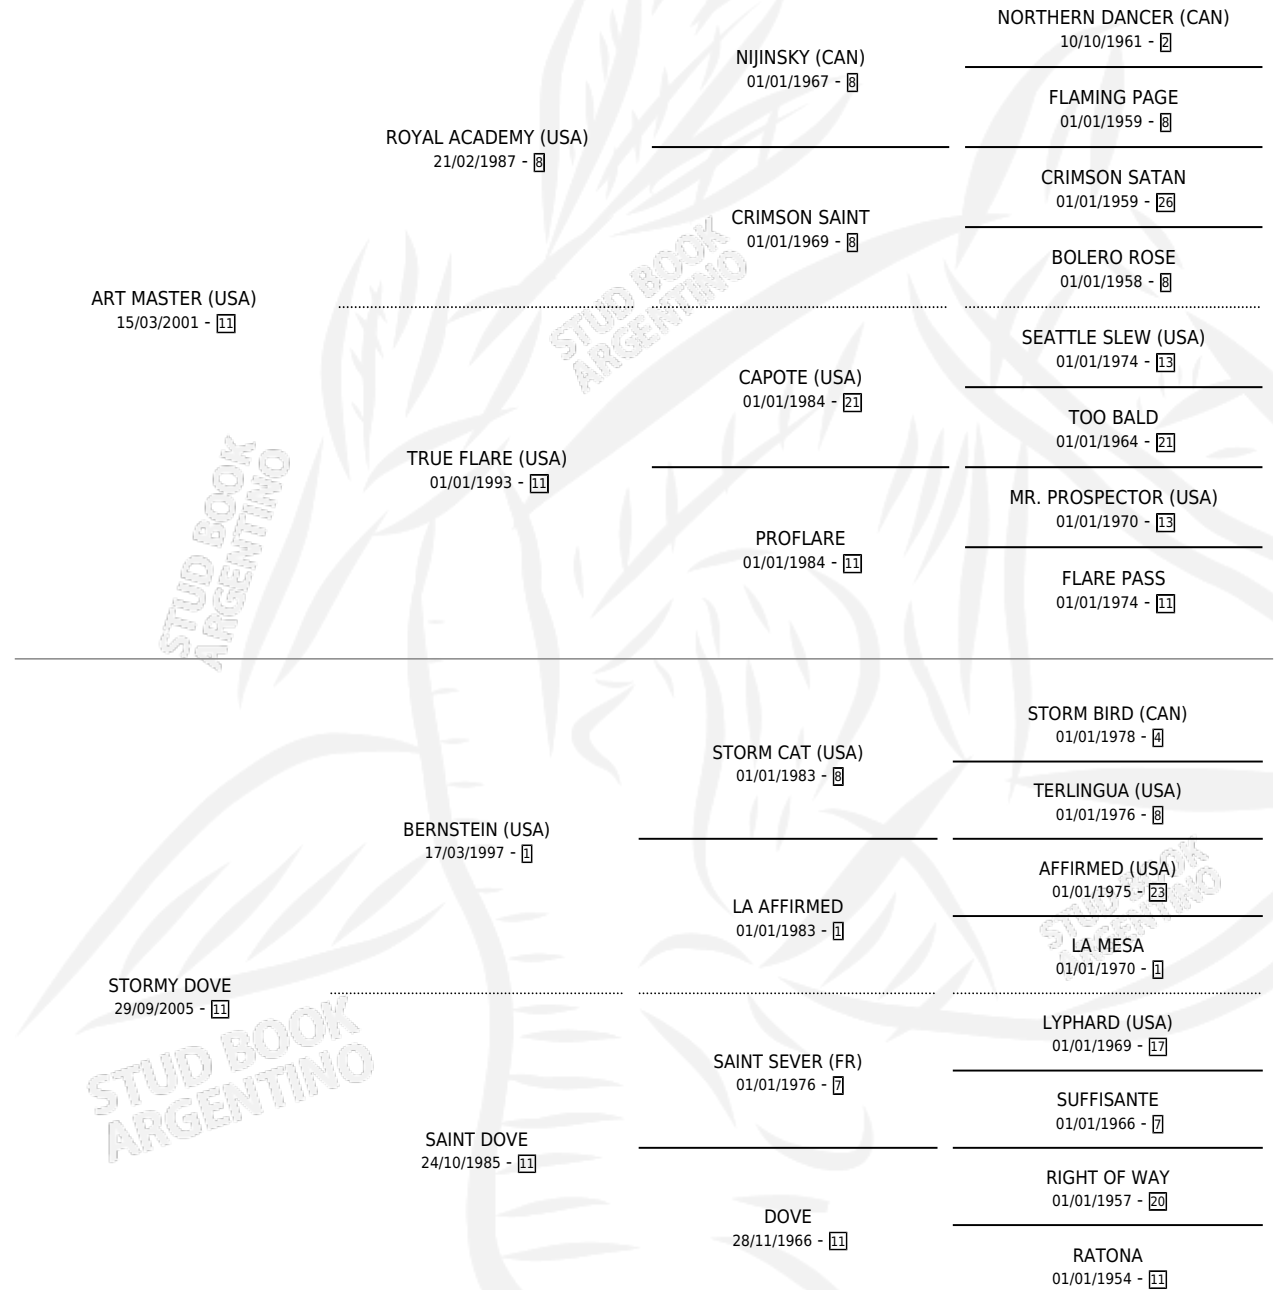 NORTHERN DANCER (CAN)
10/10/1961 - 2
NIJINSKY (CAN)
01/01/1967 - 8
FLAMING PAGE
01/01/1959 - 8
ROYAL ACADEMY (USA)
21/02/1987 - 8
CRIMSON SATAN
01/01/1959 - 26
CRIMSON SAINT
01/01/1969 - 8
BOLERO ROSE
01/01/1958 - 8
ART MASTER (USA)
15/03/2001 - 11
STUD BOOK
ARGENTINO
SEATTLE SLEW (USA)
01/01/1974 - 13
CAPOTE (USA)
01/01/1984 - 21
TOO BALD
01/01/1964 - 21
TRUE FLARE (USA)
01/01/1993 - 11
MR. PROSPECTOR (USA)
01/01/1970 - 13
PROFLARE
01/01/1984 - 11
FLARE PASS
01/01/1974 - 11
STUD BOOK
ARGENTINO
STORM BIRD (CAN)
01/01/1978 - 4
STORM CAT (USA)
01/01/1983 - 8
TERLINGUA (USA)
01/01/1976 - 8
BERNSTEIN (USA)
17/03/1997 - 1
AFFIRMED (USA)
01/01/1975 - 23
LA AFFIRMED
01/01/1983 - 1
LA MESA
01/01/1970 - 1
STUD BOOK
ARGENTINO
STORMY DOVE
29/09/2005 - 11
STUD BOOK
ARGENTINO
LYPHARD (USA)
01/01/1969 - 17
SAINT SEVER (FR)
01/01/1976 - 7
SUFFISANTE
01/01/1966 - 7
SAINT DOVE
24/10/1985 - 11
RIGHT OF WAY
01/01/1957 - 20
DOVE
28/11/1966 - 11
RATONA
01/01/1954 - 11